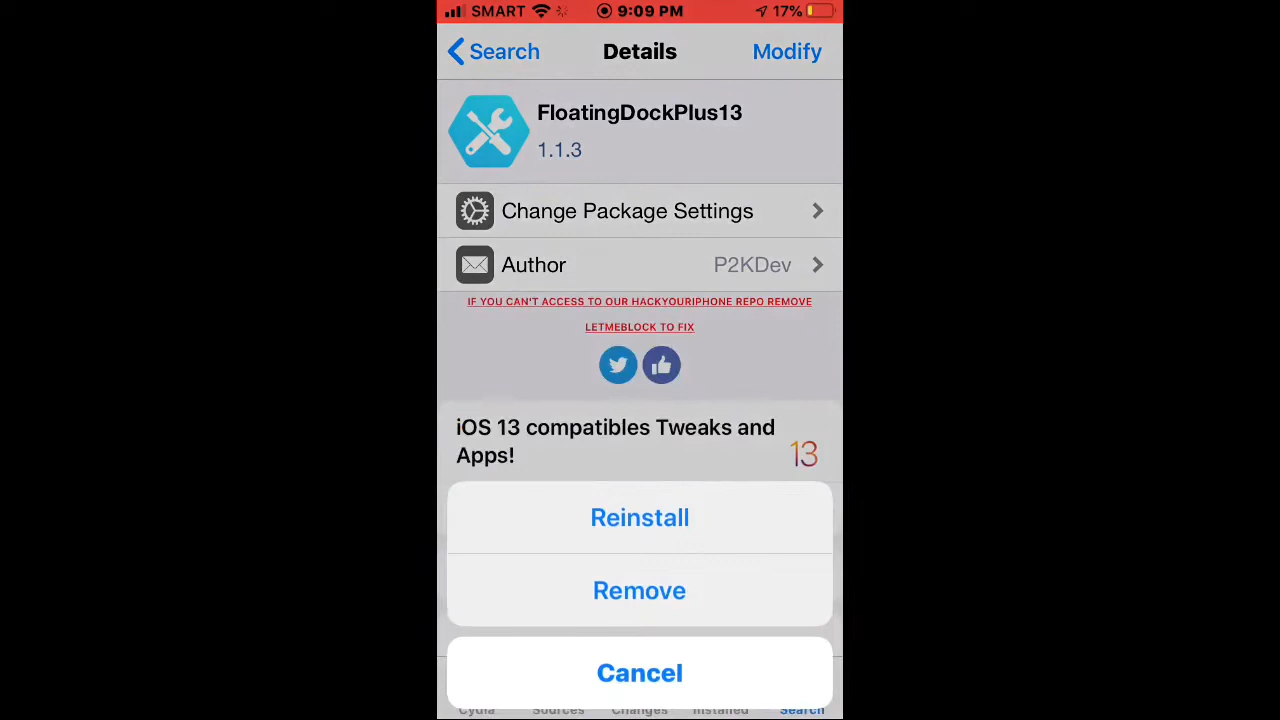 SMART 9:09 PM 17%
Search Details Modify
FloatingDockPlus13
1.1.3
Change Package Settings
Author P2KDev
IF YOU CAN'T ACCESS TO OUR HACKYOURIPHONE REPO REMOVE
LETMEBLOCK TO FIX
iOS 13 compatibles Tweaks and
Apps!
13
Reinstall
Remove
Cancel
Cydia Sources Changes Installed Search